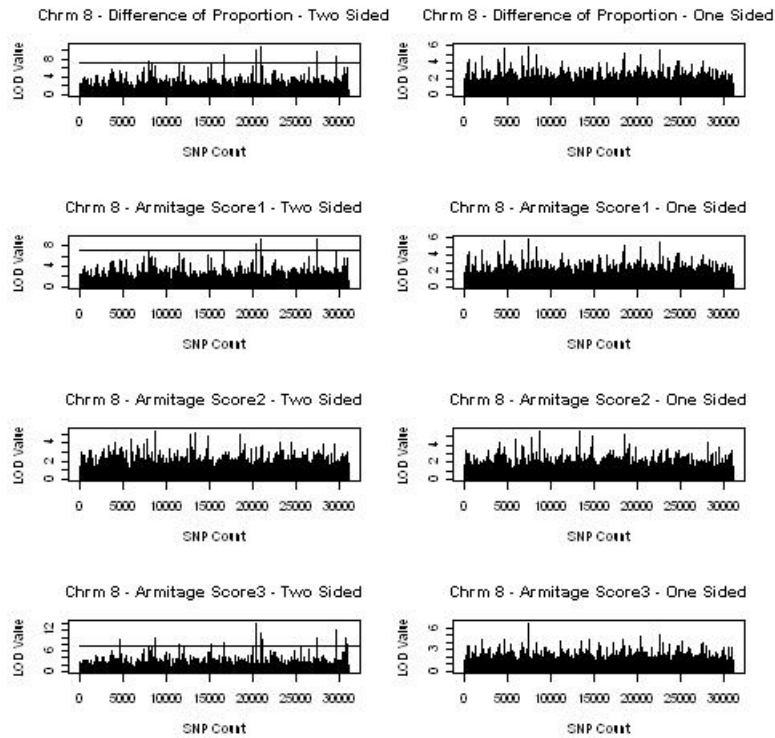 Chrm 8 - Difference of Proportion - Two Sided
LOD Value
0 4 8
0 5000 10000 15000 20000 25000 30000
SNP Count
Chrm 8 - Difference of Proportion - One Sided
LOD Value
0 2 4 6
0 5000 10000 15000 20000 25000 30000
SNP Count
Chrm 8 - Armitage Score1 - Two Sided
LOD Value
0 4 8
0 5000 10000 15000 20000 25000 30000
SNP Count
Chrm 8 - Armitage Score1 - One Sided
LOD Value
0 2 4 6
0 5000 10000 15000 20000 25000 30000
SNP Count
Chrm 8 - Armitage Score2 - Two Sided
LOD Value
0 2 4
0 5000 10000 15000 20000 25000 30000
SNP Count
Chrm 8 - Armitage Score2 - One Sided
LOD Value
0 2 4
0 5000 10000 15000 20000 25000 30000
SNP Count
Chrm 8 - Armitage Score3 - Two Sided
LOD Value
0 6 12
0 5000 10000 15000 20000 25000 30000
SNP Count
Chrm 8 - Armitage Score3 - One Sided
LOD Value
0 3 6
0 5000 10000 15000 20000 25000 30000
SNP Count